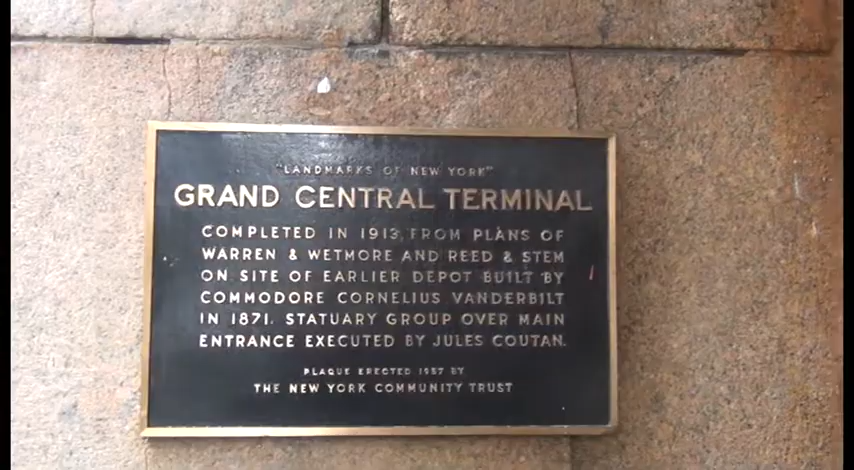 "LANDMARKS OF NEW YORK"
GRAND CENTRAL TERMINAL
COMPLETED IN 1913, FROM PLANS OF
WARREN & WETMORE AND REED & STEM
ON SITE OF EARLIER DEPOT BUILT BY
COMMODORE CORNELIUS VANDERBILT
IN 1871. STATUARY GROUP OVER MAIN
ENTRANCE EXECUTED BY JULES COUTAN.
PLAQUE ERECTED 1957 BY
THE NEW YORK COMMUNITY TRUST